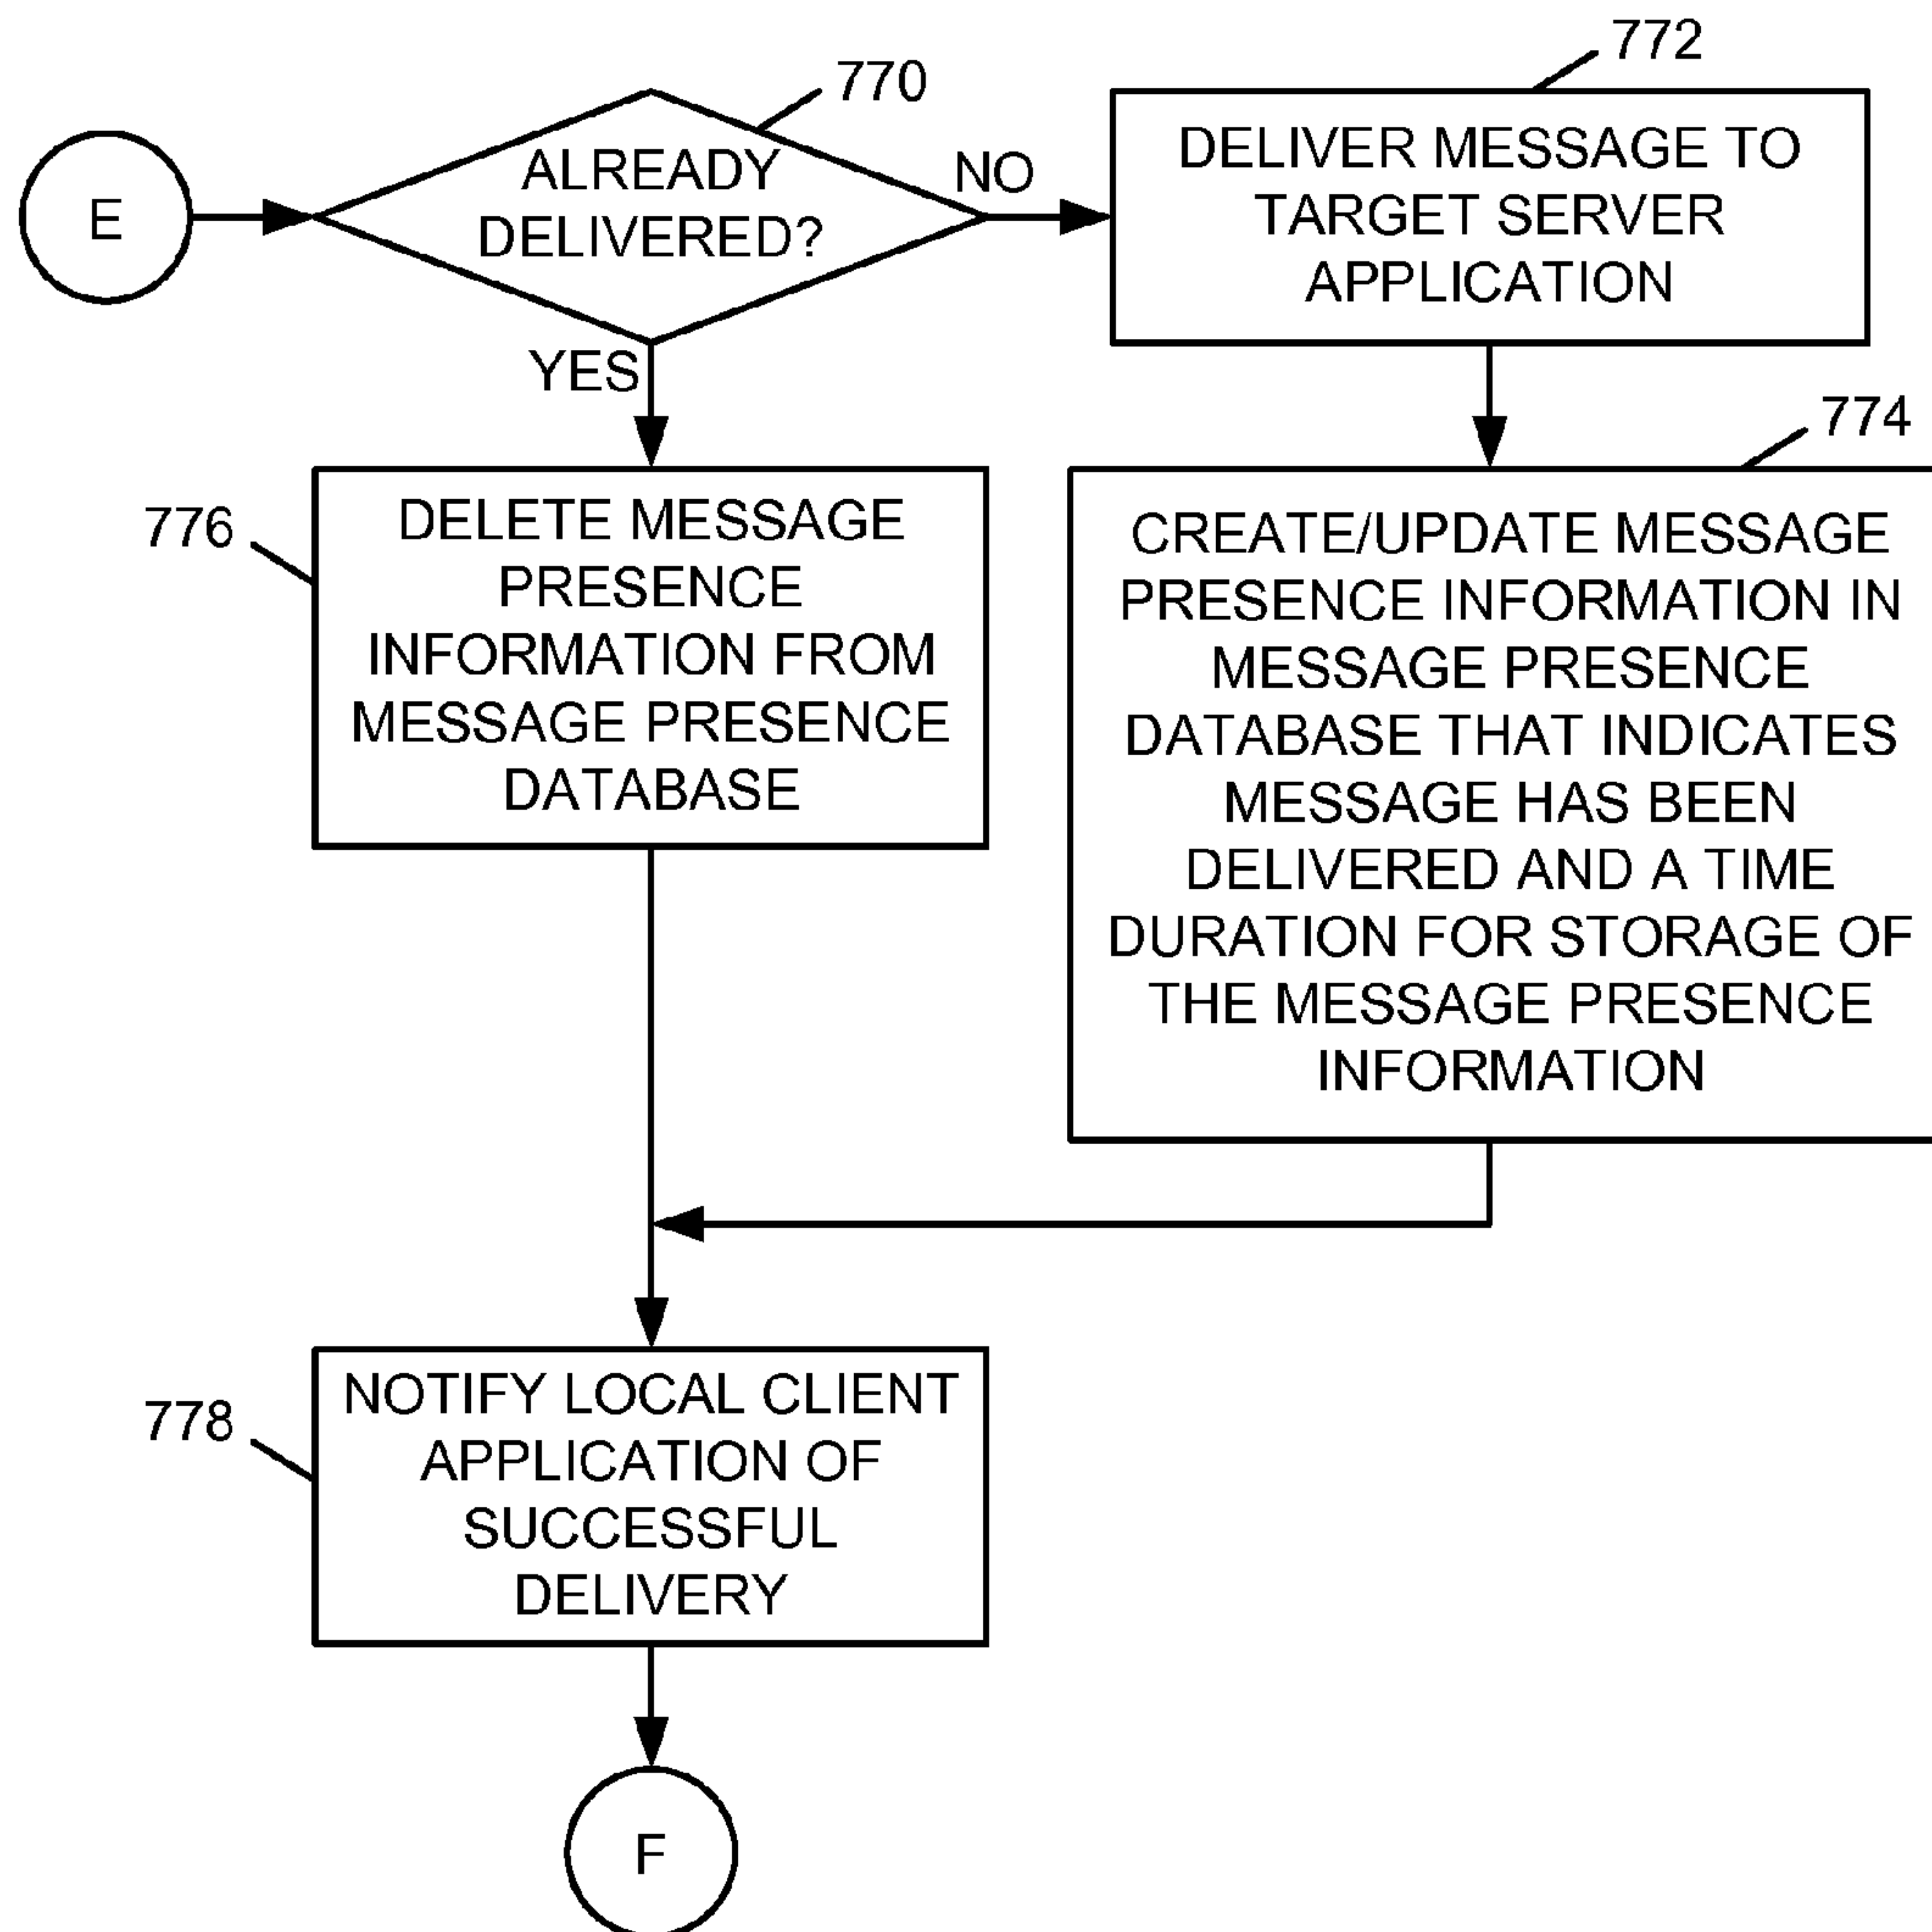 772
770
E
ALREADY
DELIVERED?
NO
YES
DELIVER MESSAGE TO
TARGET SERVER
APPLICATION
774
776
DELETE MESSAGE
PRESENCE
INFORMATION FROM
MESSAGE PRESENCE
DATABASE
CREATE/UPDATE MESSAGE
PRESENCE INFORMATION IN
MESSAGE PRESENCE
DATABASE THAT INDICATES
MESSAGE HAS BEEN
DELIVERED AND A TIME
DURATION FOR STORAGE OF
THE MESSAGE PRESENCE
INFORMATION
778
NOTIFY LOCAL CLIENT
APPLICATION OF
SUCCESSFUL
DELIVERY
F